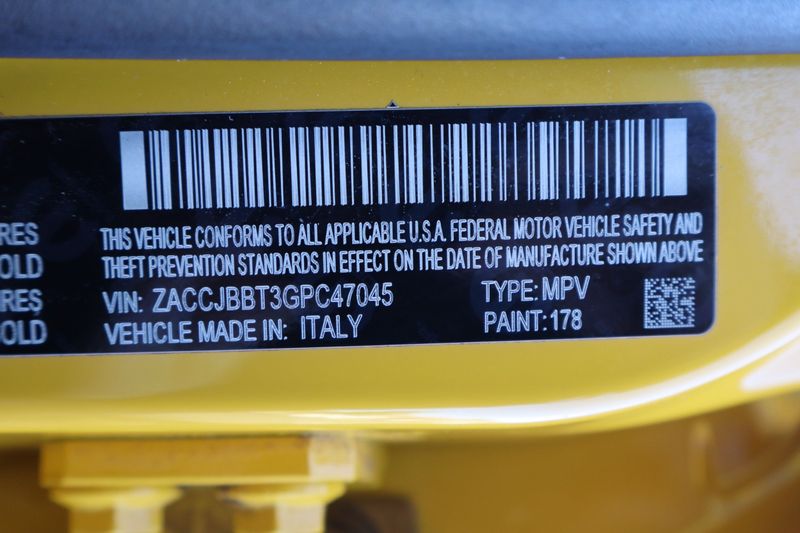 THIS VEHICLE CONFORMS TO ALL APPLICABLE U.S.A. FEDERAL MOTOR VEHICLE SAFETY AND
RES
THEFT PREVENTION STANDARDS IN EFFECT ON THE DATE OF MANUFACTURE SHOWN ABOVE
OLD
VIN: ZACCJBBT3GPC47045 TYPE: MPV
RES
VEHICLE MADE IN: ITALY PAINT: 178
OLD